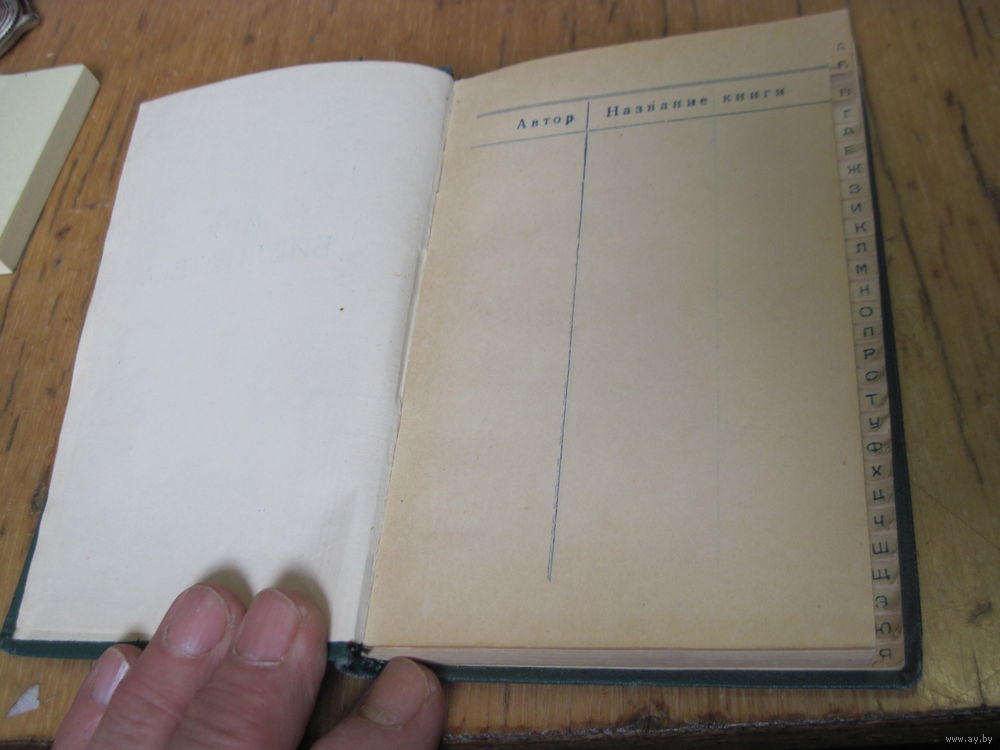 Автор Название книги
А
Б
В
Г
Д
Е
Ж
З
И
К
Л
М
Н
О
П
Р
С
Т
У
Ф
Х
Ц
Ч
Ш
Щ
Э
Ю
Я
www.ay.by